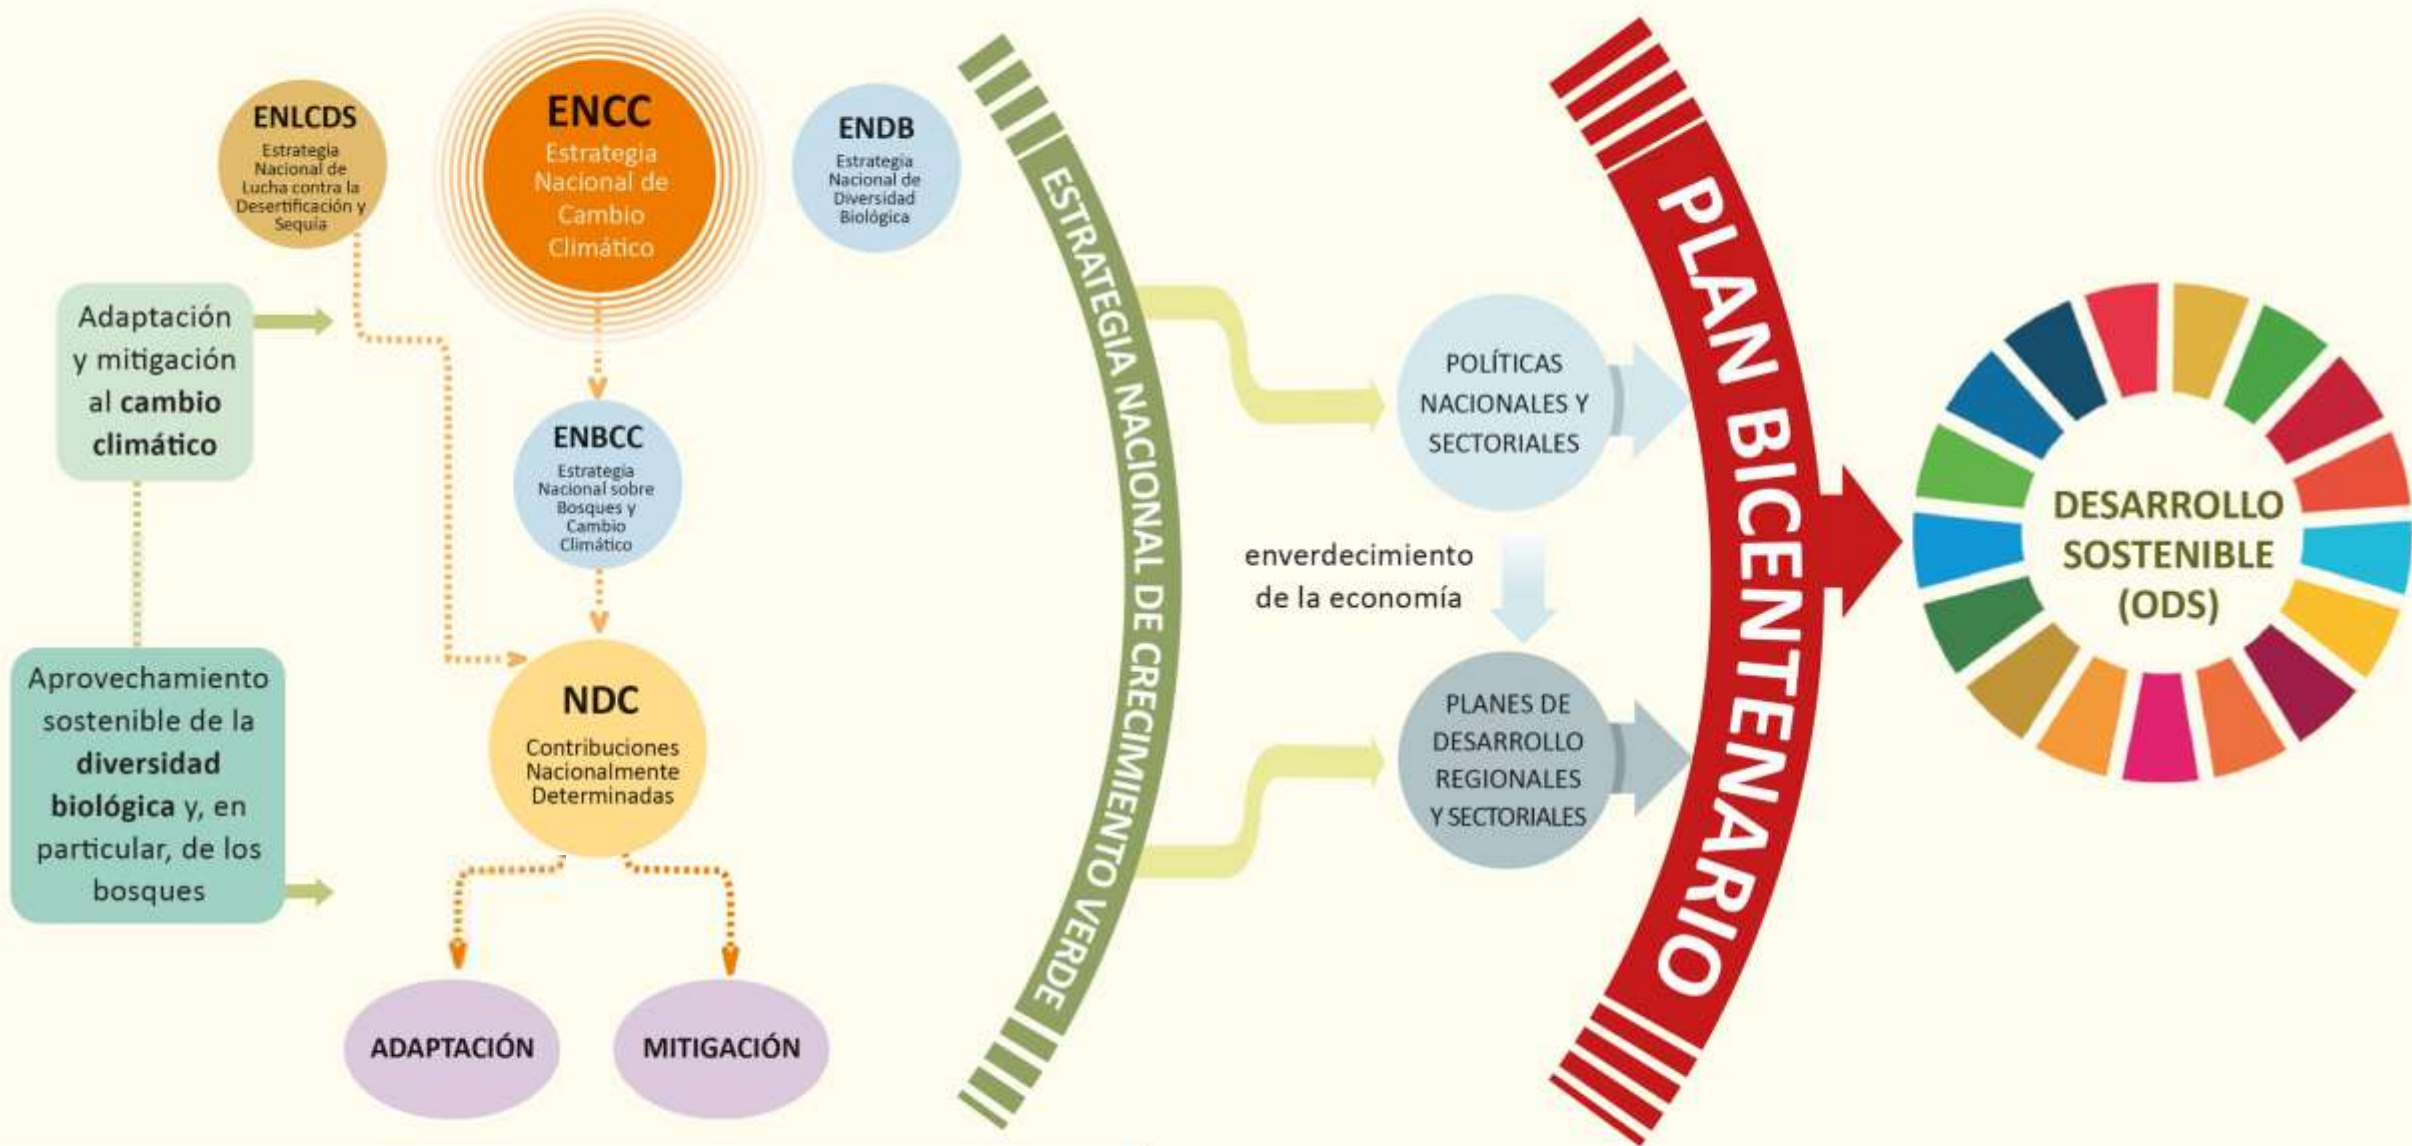 ENLCDS
Estrategia
Nacional de
Lucha contra la
Desertificación y
Sequía
ENCC
Estrategia
Nacional de
Cambio
Climático
ENDB
Estrategia
Nacional de
Diversidad
Biológica
Adaptación
y mitigación
al cambio
climático
ENBCC
Estrategia
Nacional sobre
Bosques y
Cambio
Climático
Aprovechamiento
sostenible de la
diversidad
biológica y, en
particular, de los
bosques
NDC
Contribuciones
Nacionalmente
Determinadas
ADAPTACIÓN
MITIGACIÓN
ESTRATEGIA NACIONAL DE CRECIMIENTO VERDE
POLÍTICAS
NACIONALES Y
SECTORIALES
enverdecimiento
de la economía
PLANES DE
DESARROLLO
REGIONALES
Y SECTORIALES
PLAN BICENTENARIO
DESARROLLO
SOSTENIBLE
(ODS)